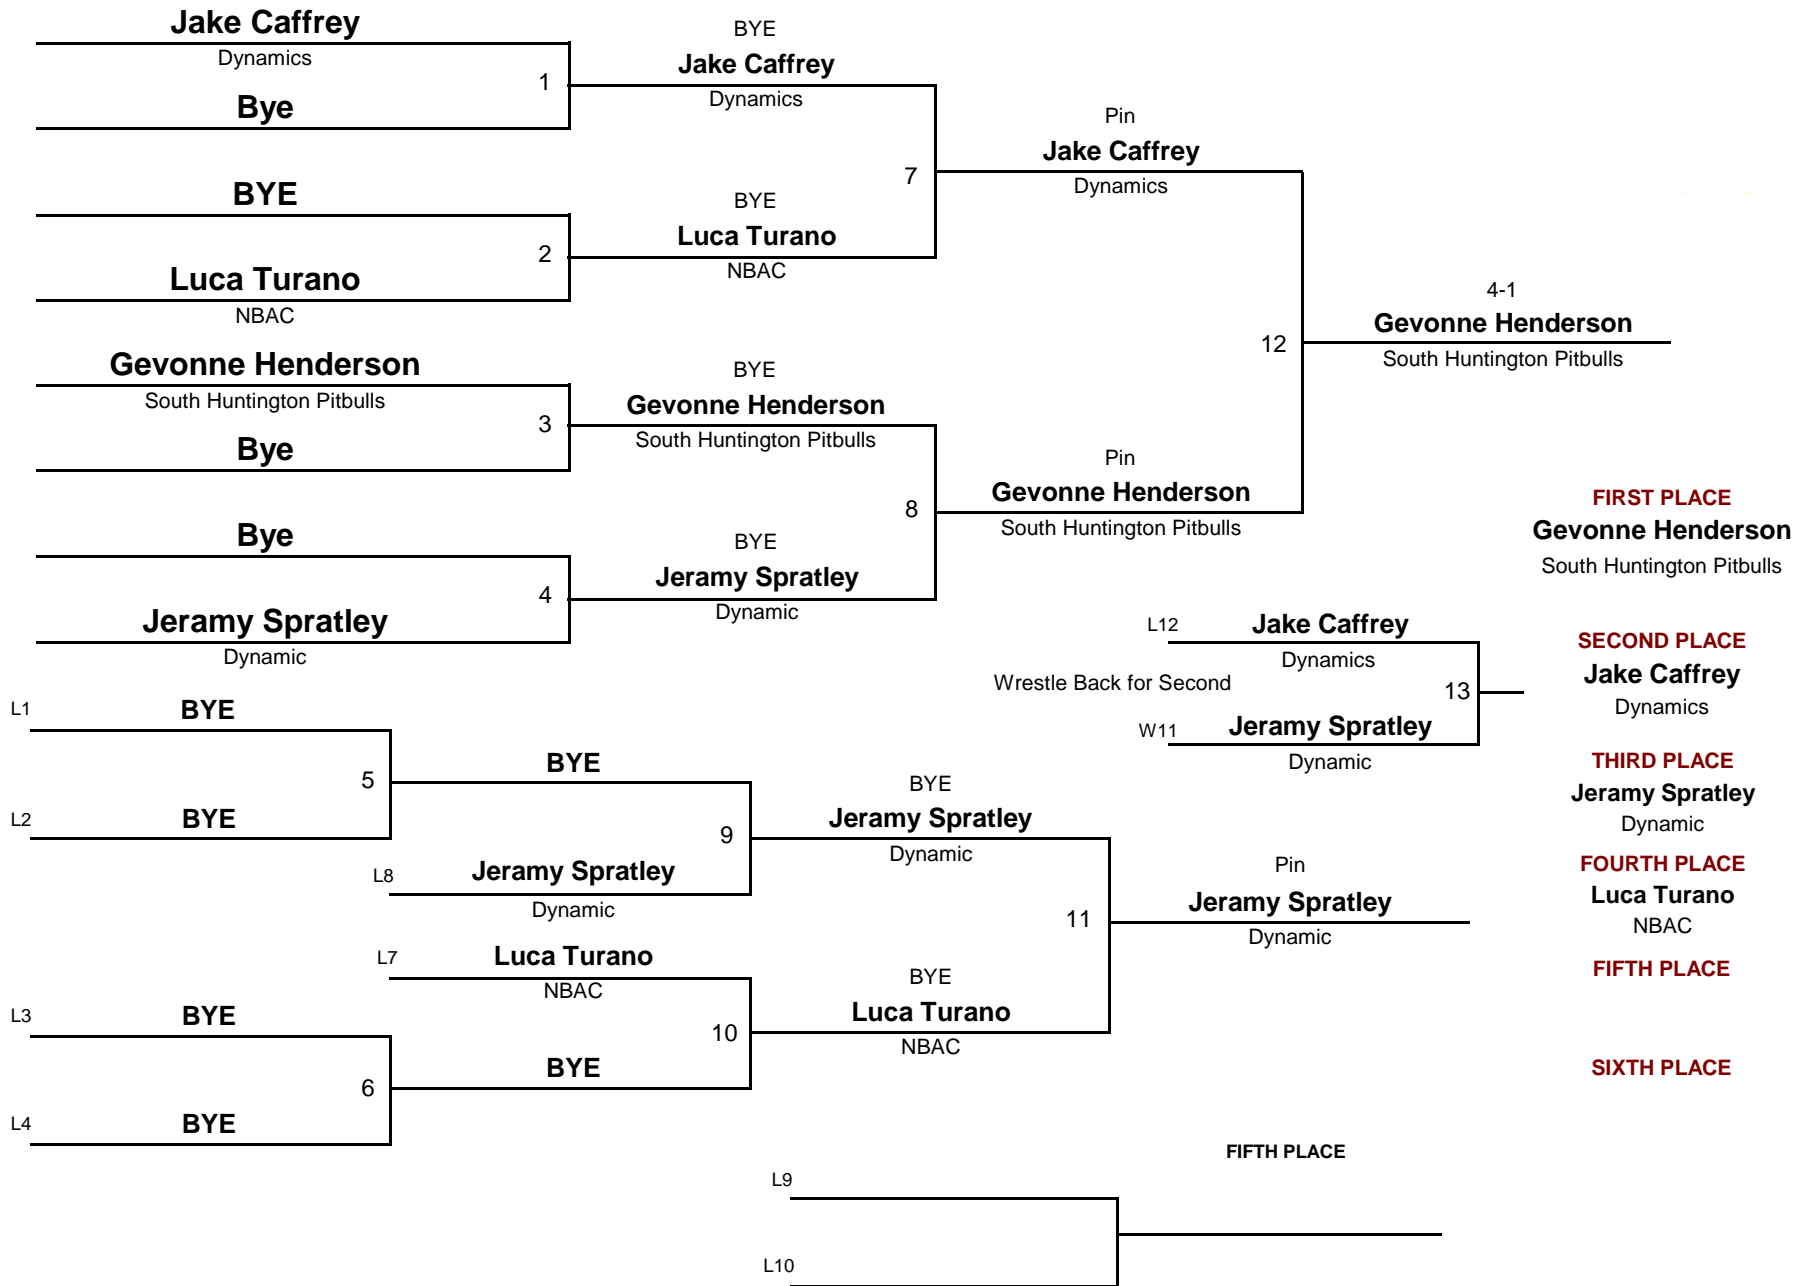 Jake Caffrey
Dynamics
1
Bye
BYE
2
Luca Turano
NBAC
Gevonne Henderson
South Huntington Pitbulls
3
Bye
Bye
4
Jeramy Spratley
Dynamic
BYE
Jake Caffrey
Dynamics
7
BYE
Luca Turano
NBAC
BYE
Gevonne Henderson
South Huntington Pitbulls
8
BYE
Jeramy Spratley
Dynamic
Pin
Jake Caffrey
Dynamics
12
Pin
Gevonne Henderson
South Huntington Pitbulls
4-1
Gevonne Henderson
South Huntington Pitbulls
L12 Jake Caffrey
Dynamics
Wrestle Back for Second 13
W11 Jeramy Spratley
Dynamic
L1 BYE
5
L2 BYE
BYE
9
L8 Jeramy Spratley
Dynamic
L7 Luca Turano
NBAC
10
BYE
L3 BYE
6
L4 BYE
BYE
Jeramy Spratley
Dynamic
11
BYE
Luca Turano
NBAC
Pin
Jeramy Spratley
Dynamic
FIRST PLACE
Gevonne Henderson
South Huntington Pitbulls
SECOND PLACE
Jake Caffrey
Dynamics
THIRD PLACE
Jeramy Spratley
Dynamic
FOURTH PLACE
Luca Turano
NBAC
FIFTH PLACE
SIXTH PLACE
FIFTH PLACE
L9
L10